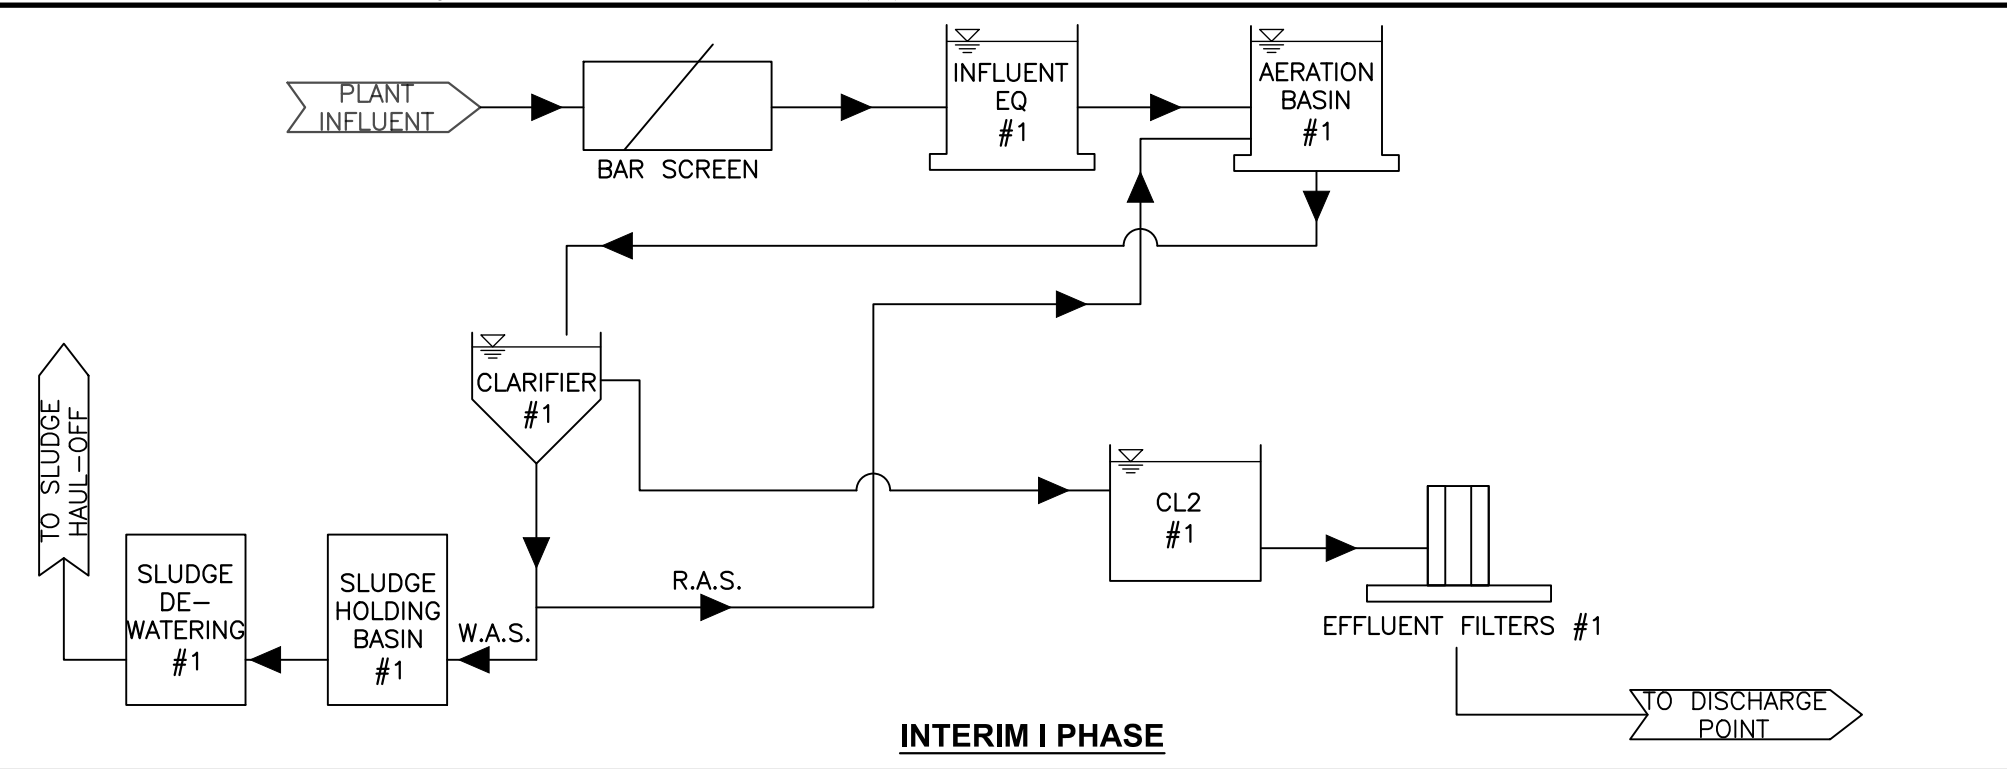 PLANT
INFLUENT
BAR SCREEN
INFLUENT
EQ
#1
AERATION
BASIN
#1
CLARIFIER
#1
TO SLUDGE
HAUL-OFF
SLUDGE
DE-
WATERING
#1
SLUDGE
HOLDING
BASIN
#1
W.A.S.
R.A.S.
CL2
#1
EFFLUENT FILTERS #1
TO DISCHARGE
POINT
INTERIM I PHASE